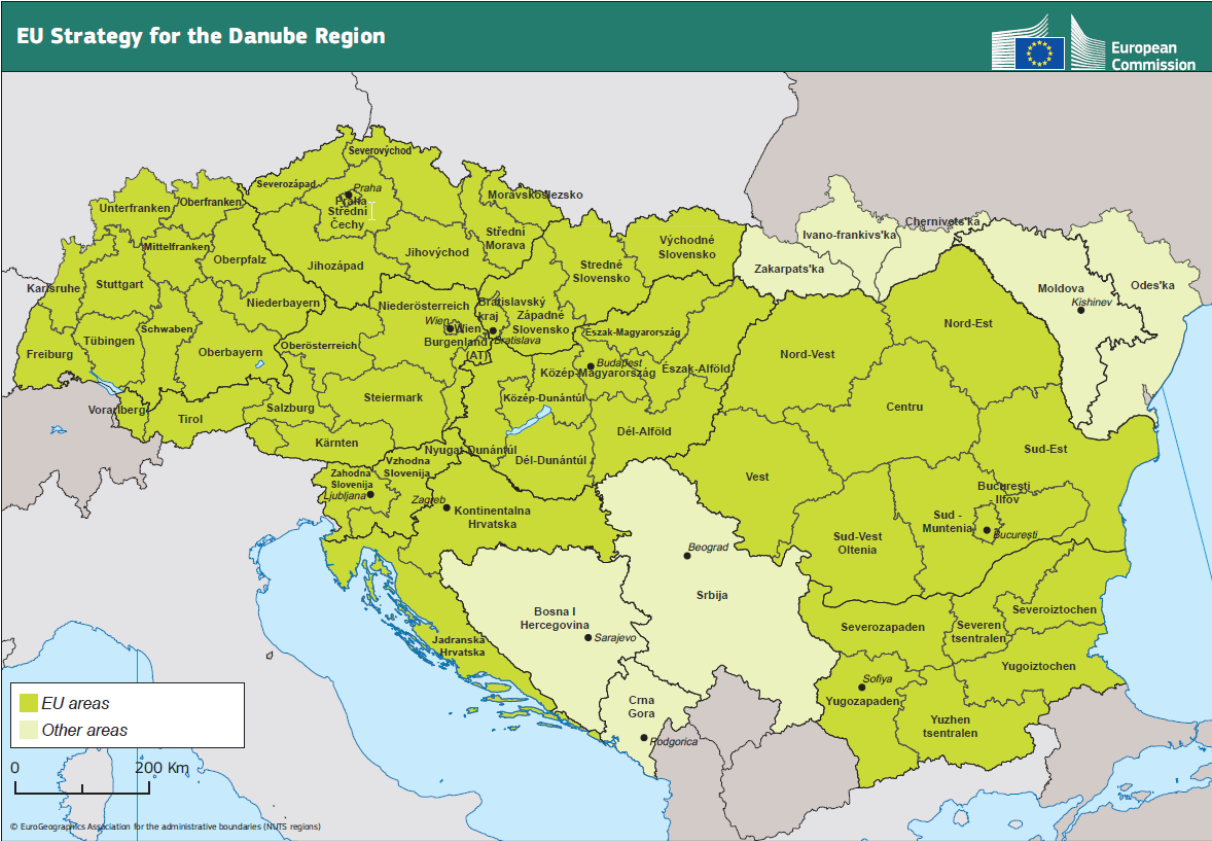 EU Strategy for the Danube Region
European
Commission
Severovýchod
Severozápad
Praha
Praha
Střední
Čechy
Moravskoslezsko
Unterfranken
Oberfranken
Střední
Morava
Mittelfranken
Oberpfalz
Jihozápad
Jihovýchod
Východné
Slovensko
Stredné
Slovensko
Zakarpats'ka
Ivano-frankivs'ka
Chernivats'ka
Moldova
Kishinev
Odes'ka
Karlsruhe
Stuttgart
Niederbayern
Niederösterreich
Bratislavský
kraj
Západné
Slovensko
Wien
Wien
Bratislava
Burgenland
(AT)
Észak-Magyarország
Nord-Est
Freiburg
Tübingen
Schwaben
Oberbayern
Oberösterreich
Budapest
Közép-Magyarország
Észak-Alföld
Nord-Vest
Vorarlberg
Tirol
Salzburg
Steiermark
Közép-Dunántúl
Centru
Kärnten
Nyugat-Dunántúl
Dél-Dunántúl
Dél-Alföld
Sud-Est
Zahodna
Slovenija
Vzhodna
Slovenija
Ljubljana
Zagreb
Kontinentalna
Hrvatska
Vest
Bucureşti
- Ilfov
Sud -
Muntenia
Bucureşti
Sud-Vest
Oltenia
Beograd
Srbija
Bosna I
Hercegovina
Sarajevo
Jadranska
Hrvatska
Severozapaden
Severen
tsentralen
Severoiztochen
Yugoiztochen
Sofiya
Yugozapaden
Yuzhen
tsentralen
Crna
Gora
Podgorica
EU areas
Other areas
0 200 Km
© EuroGeographics Association for the administrative boundaries (NUTS regions)